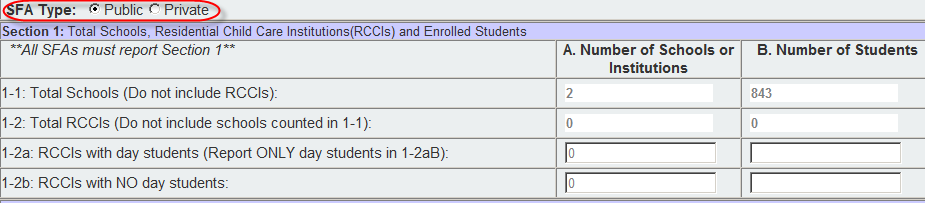 SFA Type: Public Private
Section 1: Total Schools, Residential Child Care Institutions(RCCIs) and Enrolled Students
**All SFAs must report Section 1** A. Number of Schools or Institutions B. Number of Students
1-1: Total Schools (Do not include RCCIs): 2 843
1-2: Total RCCIs (Do not include schools counted in 1-1): 0 0
1-2a: RCCIs with day students (Report ONLY day students in 1-2aB): 0
1-2b: RCCIs with NO day students: 0